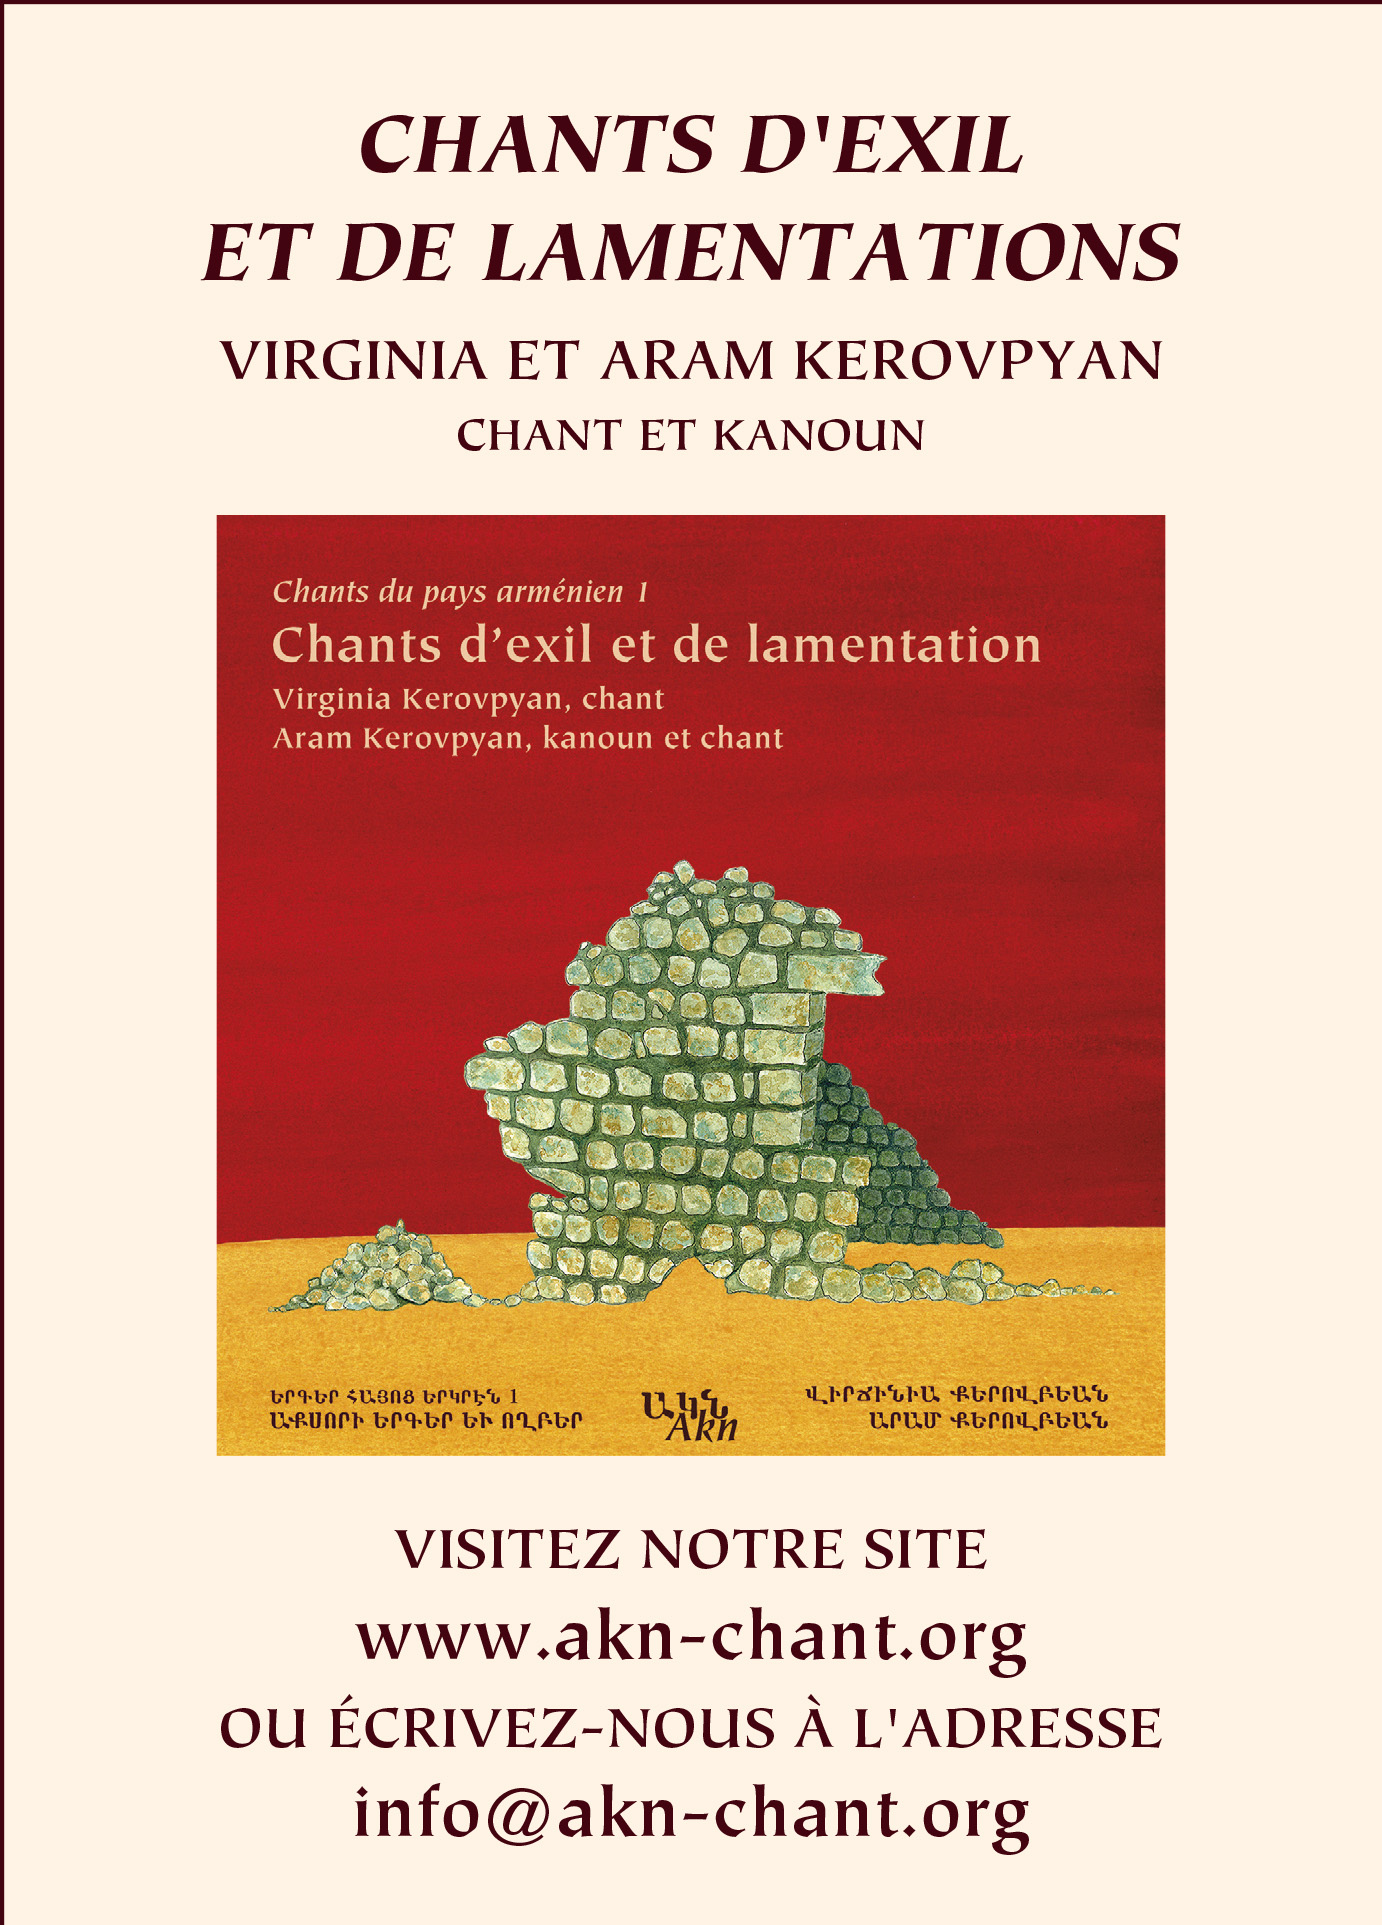 CHANTS D'EXIL
ET DE LAMENTATIONS
VIRGINIA ET ARAM KEROVPYAN
CHANT ET KANOUN
Chants du pays arménien 1
Chants d’exil et de lamentation
Virginia Kerovpyan, chant
Aram Kerovpyan, kanoun et chant
ԵՐԳԵՐ ՀԱՅՈՑ ԵՐԿՐԷՆ 1
ԱՔՍՈՐԻ ԵՐԳԵՐ ԵՒ ՈՂԲԵՐ
ԱԿՆ
Akn
ՎԻՐՃԻՆԻԱ ՔԵՐՈՎԲԵԱՆ
ԱՐԱՄ ՔԵՐՈՎԲԵԱՆ
VISITEZ NOTRE SITE
www.akn-chant.org
OU ÉCRIVEZ-NOUS À L'ADRESSE
info@akn-chant.org